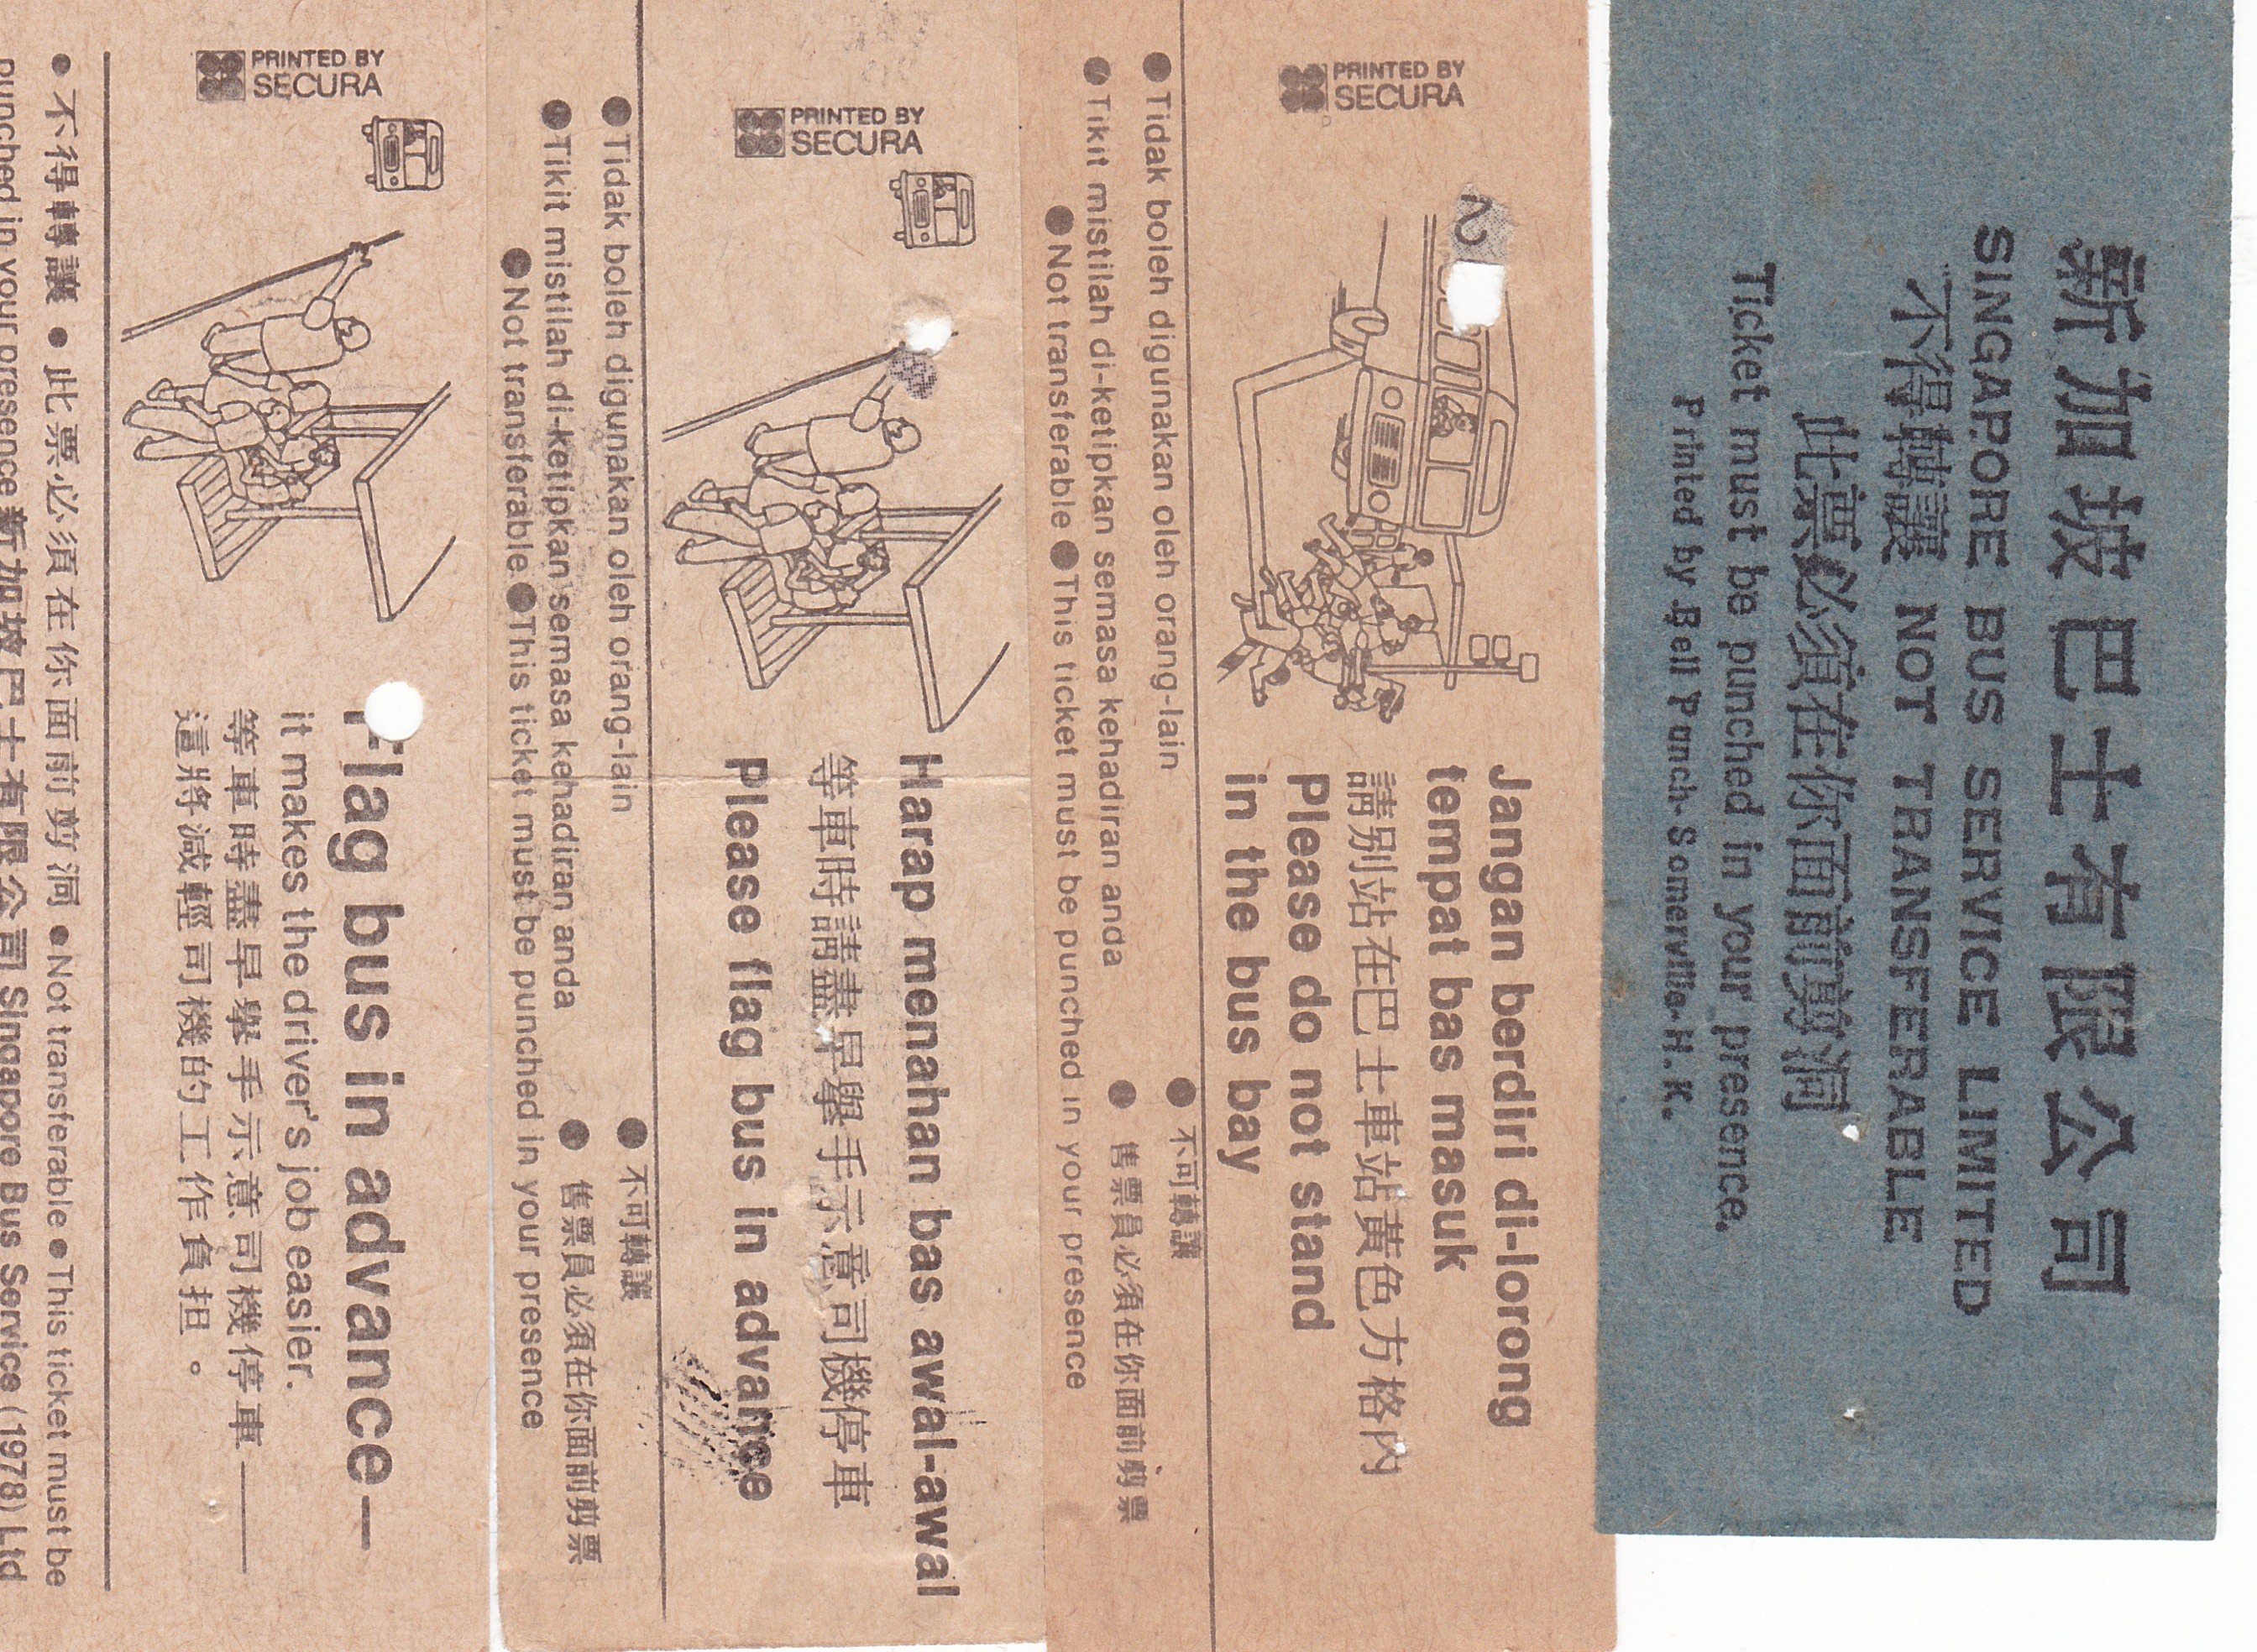 新加坡巴士有限公司
SINGAPORE BUS SERVICE LIMITED
不得轉讓 NOT TRANSFERABLE
此票必須在你面前剪洞
Ticket must be punched in your presence.
Printed by Bell Punch-Somerville-H.K.
PRINTED BY
SECURA
2
Jangan berdiri di-lorong
tempat bas masuk
請別站在巴士車站黃色方格內
Please do not stand
in the bus bay
●Tidak boleh digunakan oleh orang-lain ●不可轉讓
●Tikit mistilah di-ketipkan semasa kehadiran anda ●售票員必須在你面前剪票
●Not transferable ●This ticket must be punched in your presence
PRINTED BY
SECURA
Harap menahan bas awal-awal
等車時請盡早舉手示意司機停車
Please flag bus in advance
●Tidak boleh digunakan oleh orang-lain ●不可轉讓
●Tikit mistilah di-ketipkan semasa kehadiran anda ●售票員必須在你面前剪票
●Not transferable ●This ticket must be punched in your presence
PRINTED BY
SECURA
Flag bus in advance—
it makes the driver's job easier.
等車時盡早舉手示意司機停車——
這將減輕司機的工作負担。
●不得轉讓 ●此票必須在你面前剪洞 ●Not transferable ●This ticket must be
punched in your presence 新加坡巴士有限公司 Singapore Bus Service (1978) Ltd